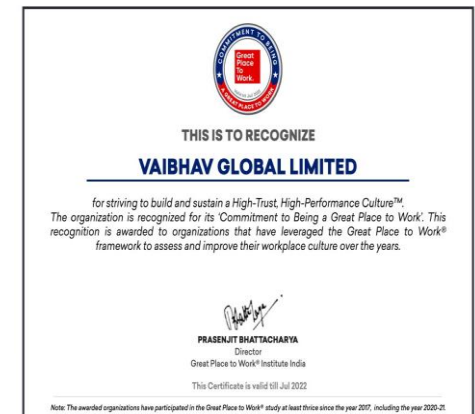 COMMITMENT TO BEING
Great
Place
To
Work.
A GREAT PLACE TO WORK
THIS IS TO RECOGNIZE
VAIBHAV GLOBAL LIMITED
for striving to build and sustain a High-Trust, High-Performance Culture™.
The organization is recognized for its 'Commitment to Being a Great Place to Work'. This
recognition is awarded to organizations that have leveraged the Great Place to Work®
framework to assess and improve their workplace culture over the years.
PRASENJIT BHATTACHARYA
Director
Great Place to Work® Institute India
This Certificate is valid till Jul 2022
Note: The awarded organizations have participated in the Great Place to Work® study at least thrice since the year 2017, including the year 2020-21.